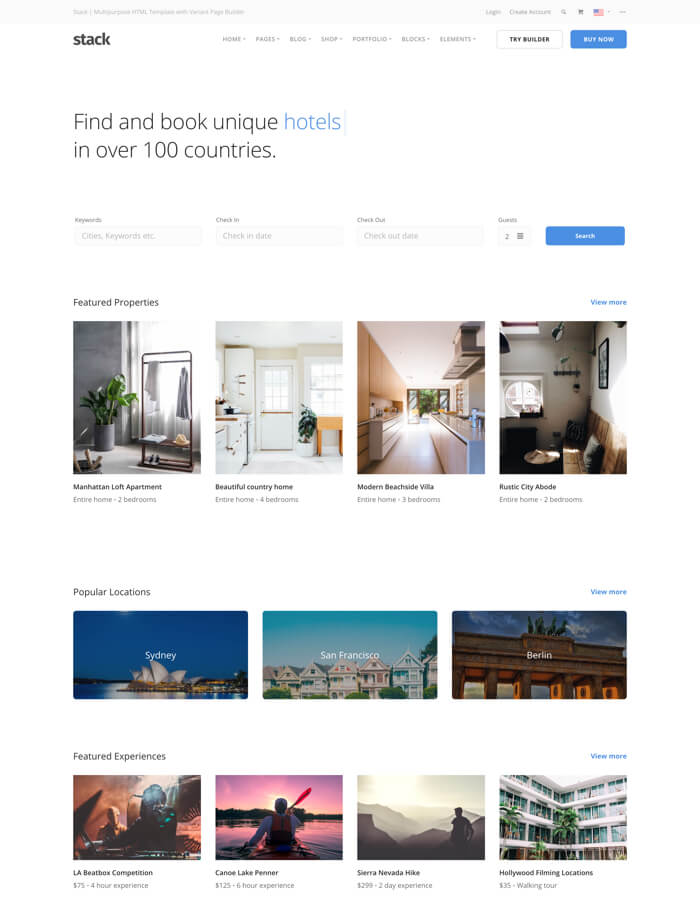 Stack | Multipurpose HTML Template with Variant Page Builder
Login Create Account
stack
HOME PAGES BLOG SHOP PORTFOLIO BLOCKS ELEMENTS TRY BUILDER BUY NOW
Find and book unique hotels
in over 100 countries.
Keywords Check In Check Out Guests
Cities, Keywords etc. Check in date Check out date 2 Search
Featured Properties View more
Manhattan Loft Apartment
Entire home - 2 bedrooms
Beautiful country home
Entire home - 4 bedrooms
Modern Beachside Villa
Entire home - 3 bedrooms
Rustic City Abode
Entire home - 2 bedrooms
Popular Locations View more
Sydney
San Francisco
Berlin
Featured Experiences View more
LA Beatbox Competition
$75 - 4 hour experience
Canoe Lake Penner
$125 - 6 hour experience
Sierra Nevada Hike
$299 - 2 day experience
Hollywood Filming Locations
$35 - Walking tour